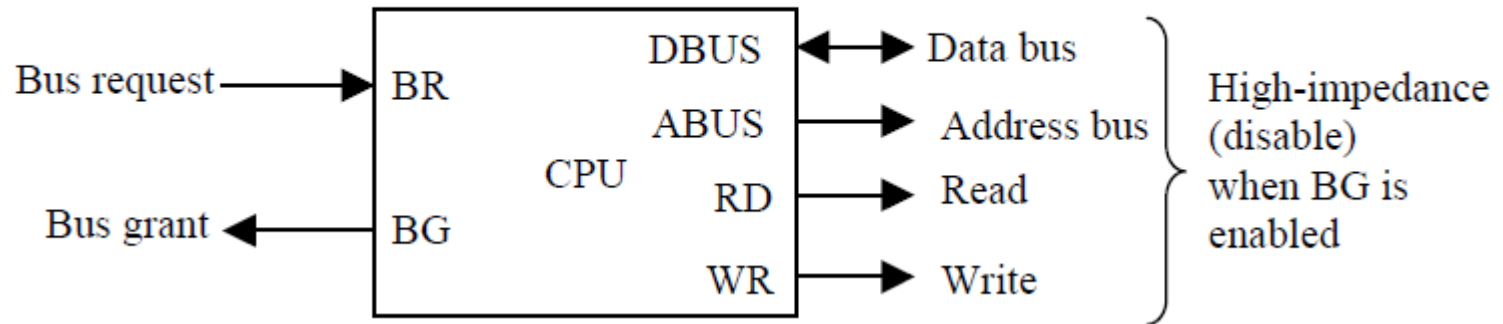 Bus request
BR
Bus grant
BG
CPU
DBUS
Data bus
ABUS
Address bus
RD
Read
WR
Write
High-impedance
(disable)
when BG is
enabled